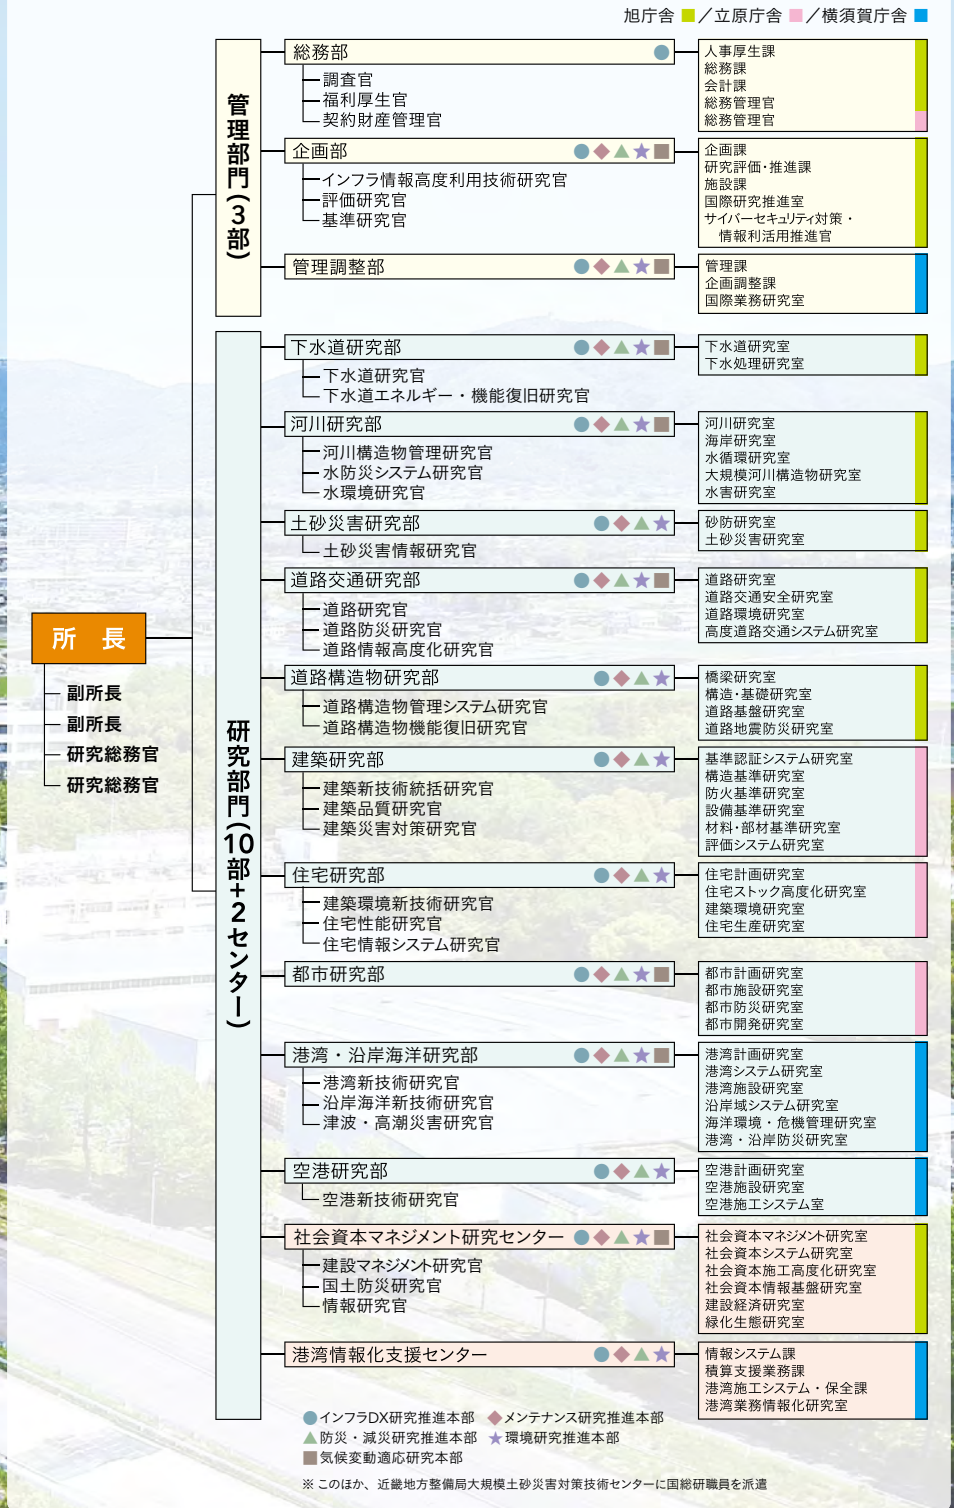 旭庁舎 ■／立原庁舎 ■／横須賀庁舎 ■
所　長
副所長
副所長
研究総務官
研究総務官
管理部門(3部)
総務部 ●
調査官
福利厚生官
契約財産管理官
人事厚生課
総務課
会計課
総務管理官
総務管理官
企画部 ●◆▲★■
インフラ情報高度利用技術研究官
評価研究官
基準研究官
企画課
研究評価・推進課
施設課
国際研究推進室
サイバーセキュリティ対策・
情報利活用推進官
管理調整部 ●◆▲★■
管理課
企画調整課
国際業務研究室
研究部門(10部+2センター)
下水道研究部 ●◆▲★■
下水道研究官
下水道エネルギー・機能復旧研究官
下水道研究室
下水処理研究室
河川研究部 ●◆▲★■
河川構造物管理研究官
水防災システム研究官
水環境研究官
河川研究室
海岸研究室
水循環研究室
大規模河川構造物研究室
水害研究室
土砂災害研究部 ●◆▲★
土砂災害情報研究官
砂防研究室
土砂災害研究室
道路交通研究部 ●◆▲★■
道路研究官
道路防災研究官
道路情報高度化研究官
道路研究室
道路交通安全研究室
道路環境研究室
高度道路交通システム研究室
道路構造物研究部 ●◆▲★
道路構造物管理システム研究官
道路構造物機能復旧研究官
橋梁研究室
構造・基礎研究室
道路基盤研究室
道路地震防災研究室
建築研究部 ●◆▲★
建築新技術統括研究官
建築品質研究官
建築災害対策研究官
基準認証システム研究室
構造基準研究室
防火基準研究室
設備基準研究室
材料・部材基準研究室
評価システム研究室
住宅研究部 ●◆▲★
建築環境新技術研究官
住宅性能研究官
住宅情報システム研究官
住宅計画研究室
住宅ストック高度化研究室
建築環境研究室
住宅生産研究室
都市研究部 ●◆▲★■
都市計画研究室
都市施設研究室
都市防災研究室
都市開発研究室
港湾・沿岸海洋研究部 ●◆▲★■
港湾新技術研究官
沿岸海洋新技術研究官
津波・高潮災害研究官
港湾計画研究室
港湾システム研究室
港湾施設研究室
沿岸域システム研究室
海洋環境・危機管理研究室
港湾・沿岸防災研究室
空港研究部 ●◆▲★
空港新技術研究官
空港計画研究室
空港施設研究室
空港施工システム室
社会資本マネジメント研究センター ●◆▲★■
建設マネジメント研究官
国土防災研究官
情報研究官
社会資本マネジメント研究室
社会資本システム研究室
社会資本施工高度化研究室
社会資本情報基盤研究室
建設経済研究室
緑化生態研究室
港湾情報化支援センター ●◆▲★
情報システム課
積算支援業務課
港湾施工システム・保全課
港湾業務情報化研究室
●インフラDX研究推進本部 ◆メンテナンス研究推進本部
▲防災・減災研究推進本部 ★環境研究推進本部
■気候変動適応研究本部
※ このほか、近畿地方整備局大規模土砂災害対策技術センターに国総研職員を派遣